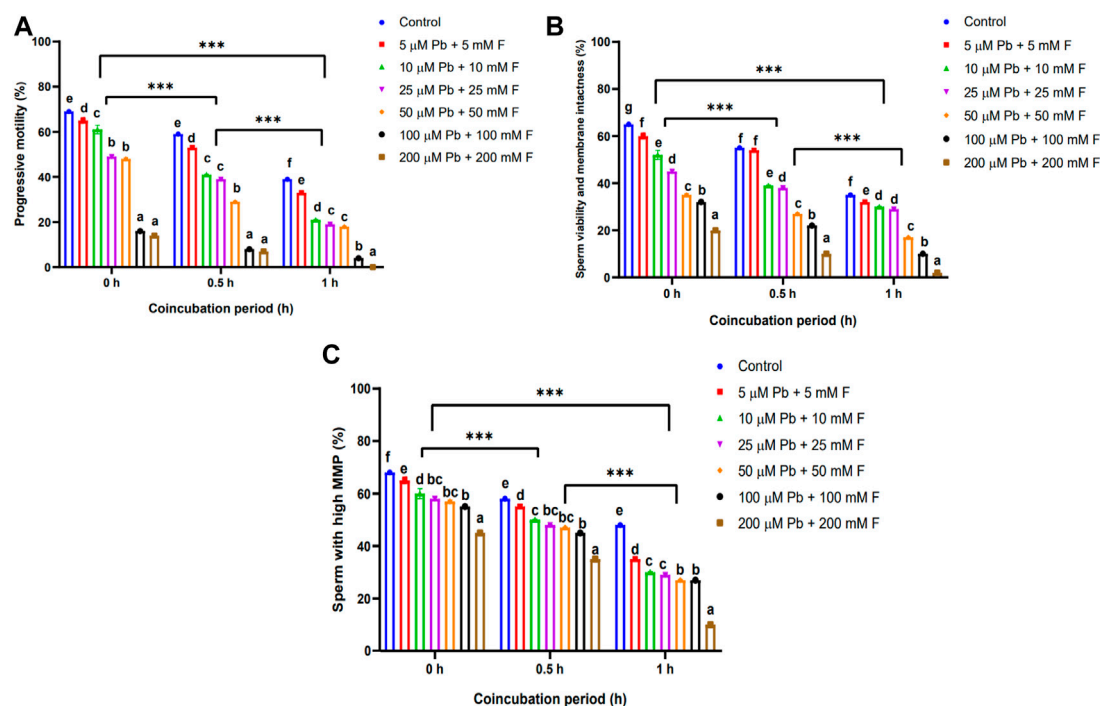 A
Progressive motility (%)
100
80
60
40
20
0
***
***
***
e d c b b a a
e d c c b a a
f e d c c b a
0 h 0.5 h 1 h
Coincubation period (h)
Control
5 μM Pb + 5 mM F
10 μM Pb + 10 mM F
25 μM Pb + 25 mM F
50 μM Pb + 50 mM F
100 μM Pb + 100 mM F
200 μM Pb + 200 mM F
B
Sperm viability and membrane intactness (%)
100
80
60
40
20
0
***
***
***
g f e d c b a
f f e d c b a
f e d d c b a
0 h 0.5 h 1 h
Coincubation period (h)
Control
5 μM Pb + 5 mM F
10 μM Pb + 10 mM F
25 μM Pb + 25 mM F
50 μM Pb + 50 mM F
100 μM Pb + 100 mM F
200 μM Pb + 200 mM F
C
Sperm with high MMP (%)
100
80
60
40
20
0
***
***
***
f e d bc bc b a
e d c bc bc b a
e d c c b b a
0 h 0.5 h 1 h
Coincubation period (h)
Control
5 μM Pb + 5 mM F
10 μM Pb + 10 mM F
25 μM Pb + 25 mM F
50 μM Pb + 50 mM F
100 μM Pb + 100 mM F
200 μM Pb + 200 mM F